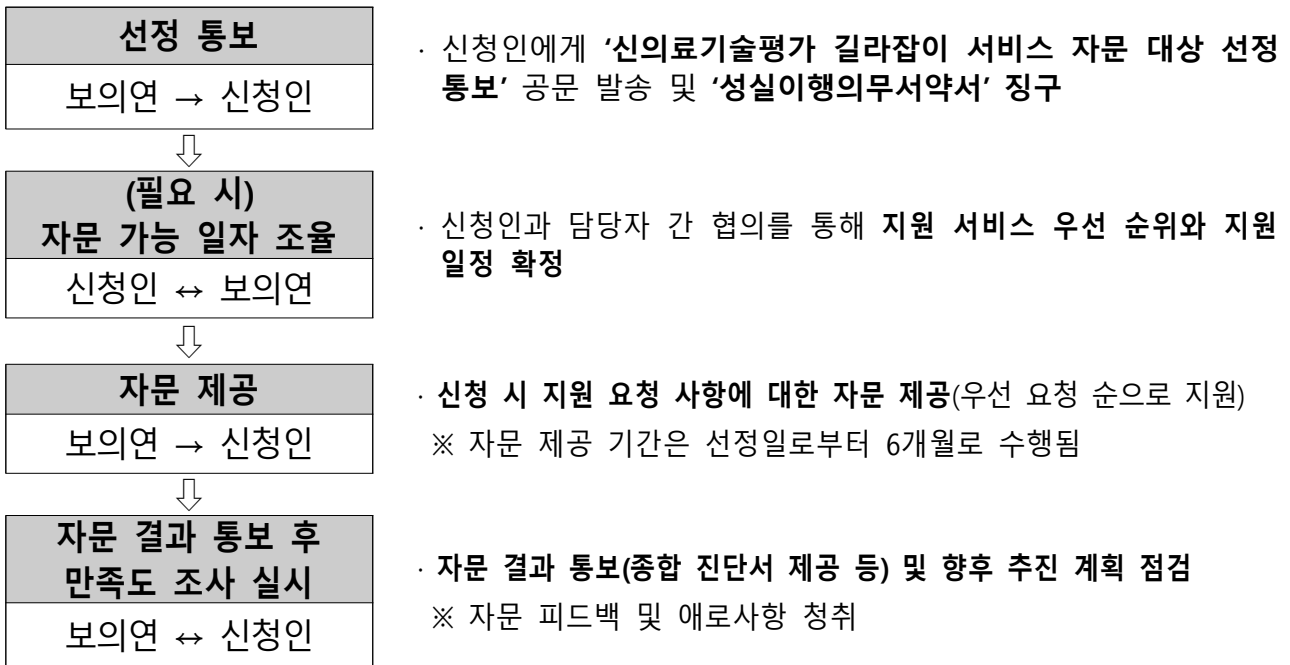 선정 통보
보의연 → 신청인
· 신청인에게 ‘신의료기술평가 길라잡이 서비스 자문 대상 선정
통보’ 공문 발송 및 ‘성실이행의무서약서’ 징구
⇩
(필요 시)
자문 가능 일자 조율
신청인 ↔ 보의연
· 신청인과 담당자 간 협의를 통해 지원 서비스 우선 순위와 지원
일정 확정
⇩
자문 제공
보의연 → 신청인
· 신청 시 지원 요청 사항에 대한 자문 제공(우선 요청 순으로 지원)
※ 자문 제공 기간은 선정일로부터 6개월로 수행됨
⇩
자문 결과 통보 후
만족도 조사 실시
보의연 ↔ 신청인
· 자문 결과 통보(종합 진단서 제공 등) 및 향후 추진 계획 점검
※ 자문 피드백 및 애로사항 청취